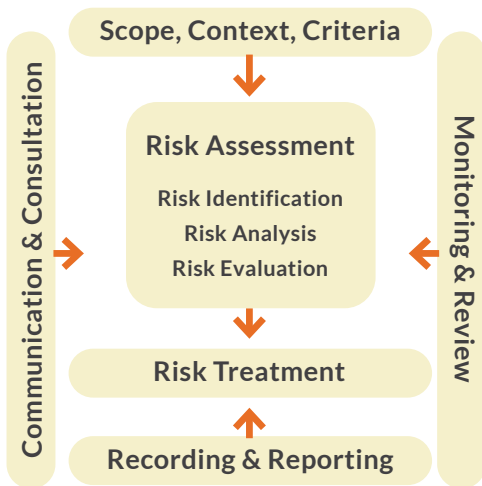 Scope, Context, Criteria
Communication & Consultation
Risk Assessment
Risk Identification
Risk Analysis
Risk Evaluation
Monitoring & Review
Risk Treatment
Recording & Reporting